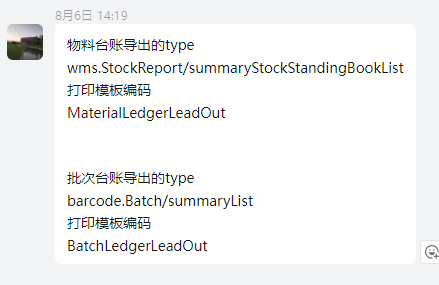 8月6日 14:19
物料台账导出的type
wms.StockReport/summaryStockStandingBookList
打印模板编码
MaterialLedgerLeadOut
批次台账导出的type
barcode.Batch/summaryList
打印模板编码
BatchLedgerLeadOut